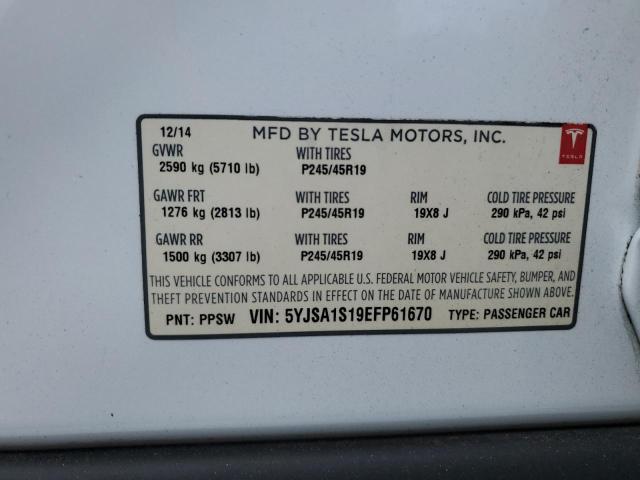 12/14 MFD BY TESLA MOTORS, INC.
GVWR WITH TIRES
2590 kg (5710 lb) P245/45R19
TESLA
GAWR FRT WITH TIRES RIM COLD TIRE PRESSURE
1276 kg (2813 lb) P245/45R19 19X8 J 290 kPa, 42 psi
GAWR RR WITH TIRES RIM COLD TIRE PRESSURE
1500 kg (3307 lb) P245/45R19 19X8 J 290 kPa, 42 psi
THIS VEHICLE CONFORMS TO ALL APPLICABLE U.S. FEDERAL MOTOR VEHICLE SAFETY, BUMPER, AND
THEFT PREVENTION STANDARDS IN EFFECT ON THE DATE OF MANUFACTURE SHOWN ABOVE.
PNT: PPSW VIN: 5YJSA1S19EFP61670 TYPE: PASSENGER CAR